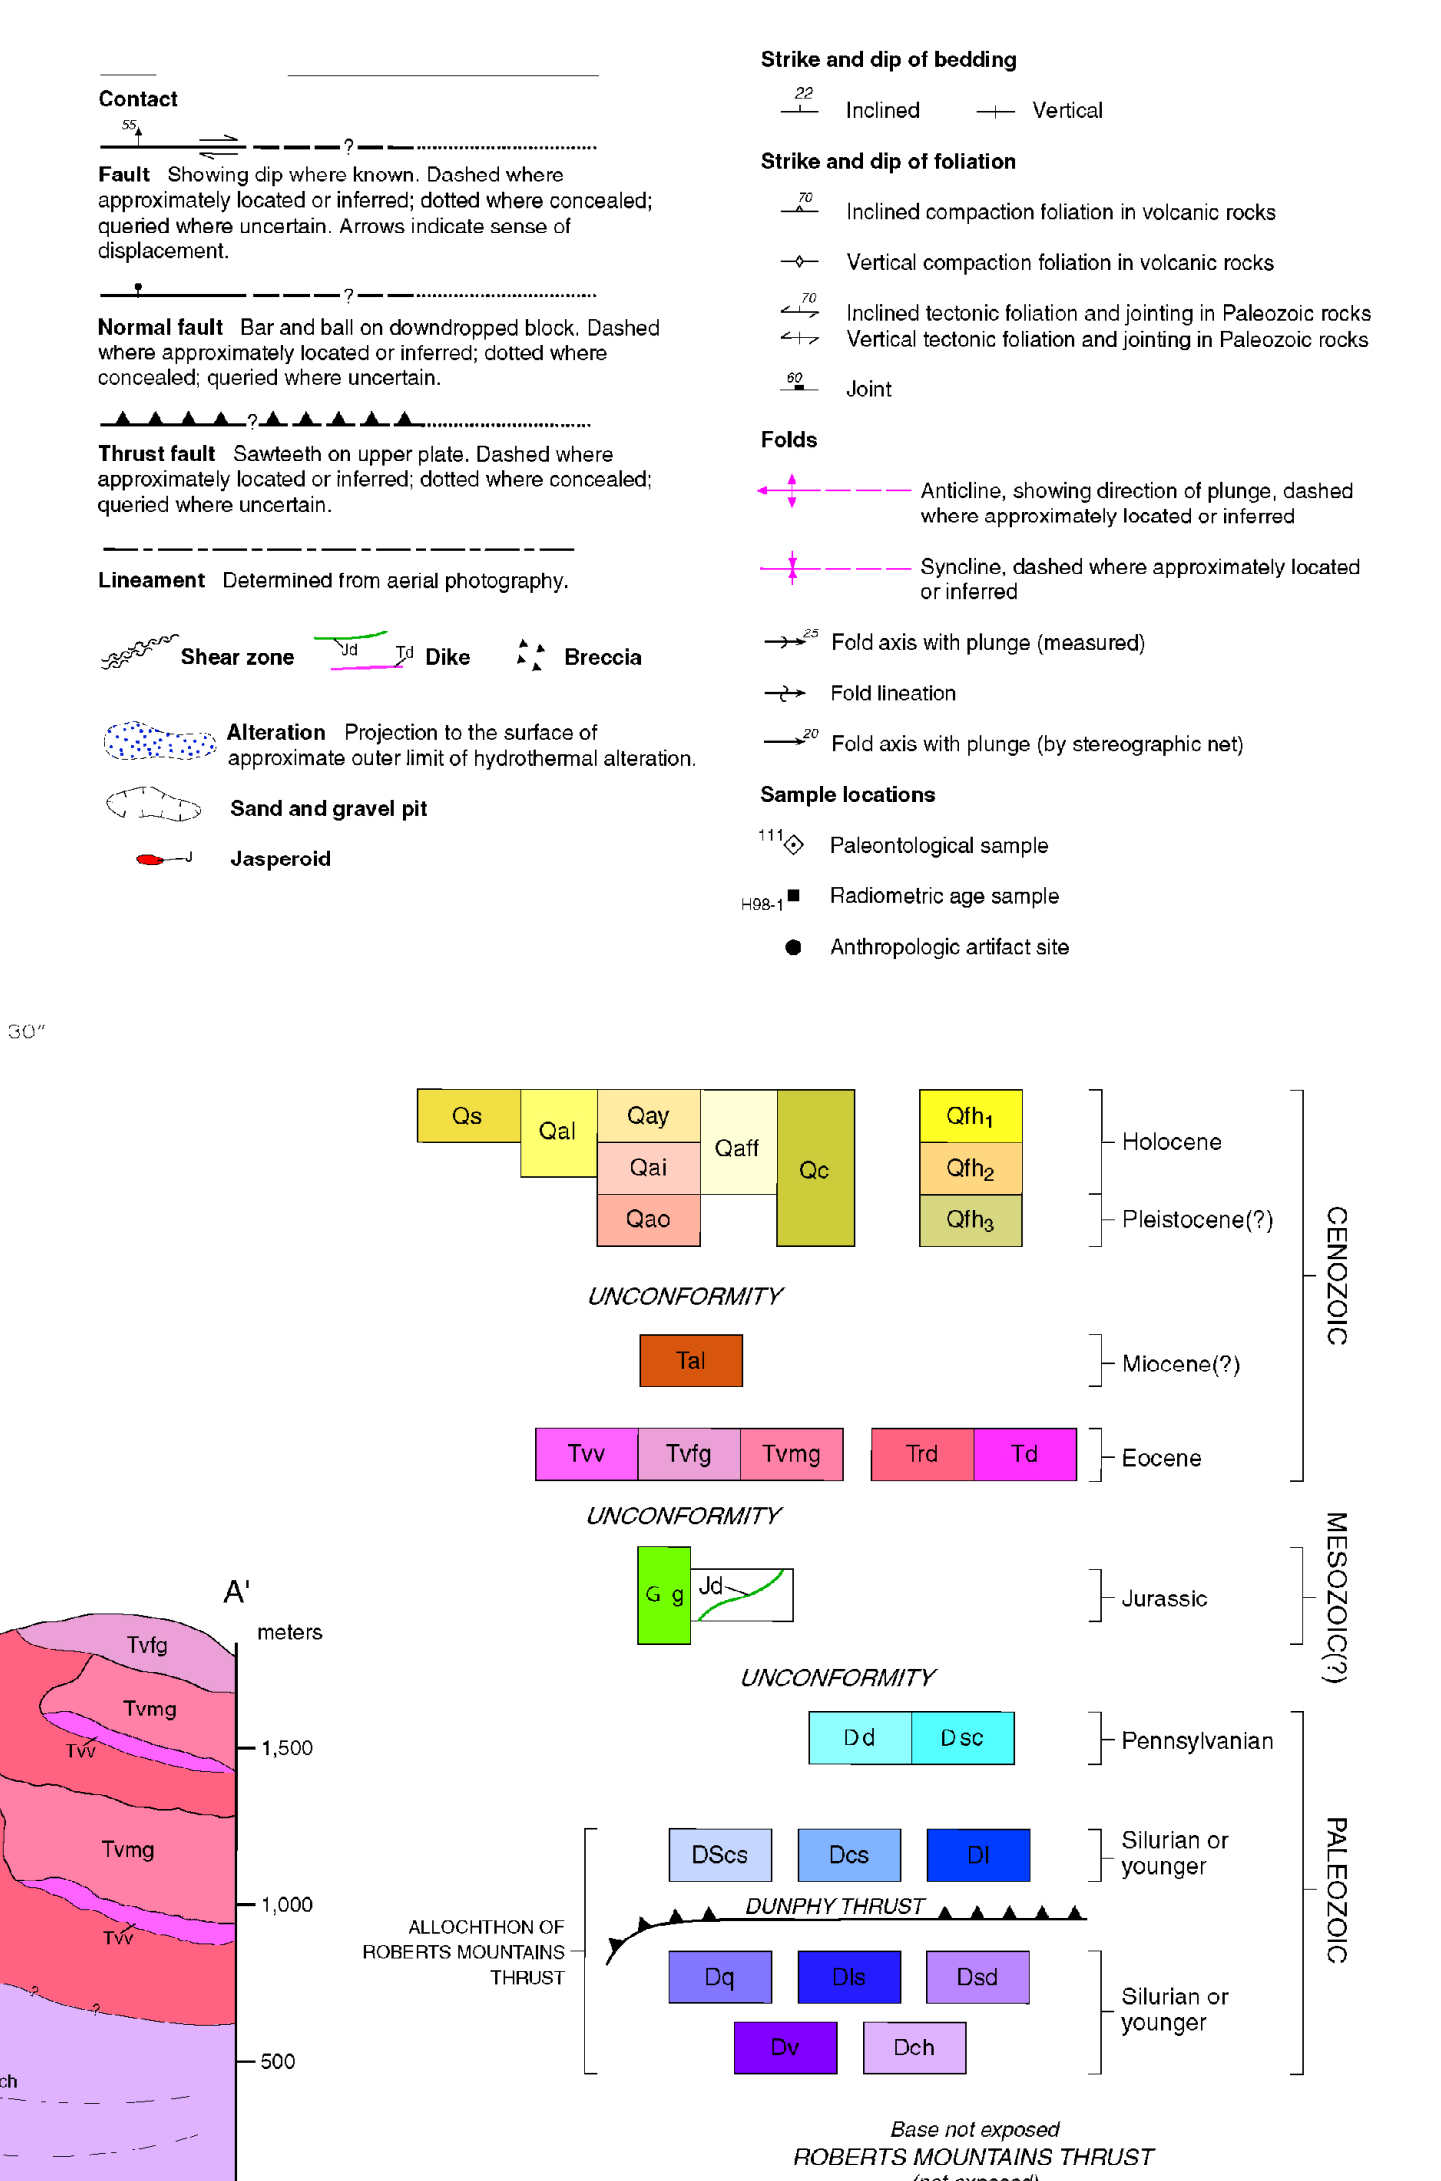 Contact
55
?
Fault Showing dip where known. Dashed where
approximately located or inferred; dotted where concealed;
queried where uncertain. Arrows indicate sense of
displacement.
?
Normal fault Bar and ball on downdropped block. Dashed
where approximately located or inferred; dotted where
concealed; queried where uncertain.
?
Thrust fault Sawteeth on upper plate. Dashed where
approximately located or inferred; dotted where concealed;
queried where uncertain.
Lineament Determined from aerial photography.
Shear zone Jd Td Dike Breccia
Alteration Projection to the surface of
approximate outer limit of hydrothermal alteration.
Sand and gravel pit
J Jasperoid
Strike and dip of bedding
22 Inclined Vertical
Strike and dip of foliation
70 Inclined compaction foliation in volcanic rocks
Vertical compaction foliation in volcanic rocks
70 Inclined tectonic foliation and jointing in Paleozoic rocks
Vertical tectonic foliation and jointing in Paleozoic rocks
60 Joint
Folds
Anticline, showing direction of plunge, dashed
where approximately located or inferred
Syncline, dashed where approximately located
or inferred
25 Fold axis with plunge (measured)
Fold lineation
20 Fold axis with plunge (by stereographic net)
Sample locations
111 Paleontological sample
H98-1 Radiometric age sample
Anthropologic artifact site
30″
Qs Qal Qay Qaff Qc Qfh1
Holocene
Qai Qfh2
Qao Qfh3 Pleistocene(?)
CENOZOIC
UNCONFORMITY
Tal Miocene(?)
Tvv Tvfg Tvmg Trd Td Eocene
UNCONFORMITY
MESOZOIC(?)
G g Jd Jurassic
UNCONFORMITY
Dd Dsc Pennsylvanian
PALEOZOIC
DScs Dcs Dl Silurian or
younger
DUNPHY THRUST
ALLOCHTHON OF
ROBERTS MOUNTAINS
THRUST
Dq Dls Dsd
Silurian or
younger
Dv Dch
Base not exposed
ROBERTS MOUNTAINS THRUST
(not exposed)
A'
meters
Tvfg
Tvmg
Tvv
1,500
Tvmg
1,000
Tvv
? ?
500
ch